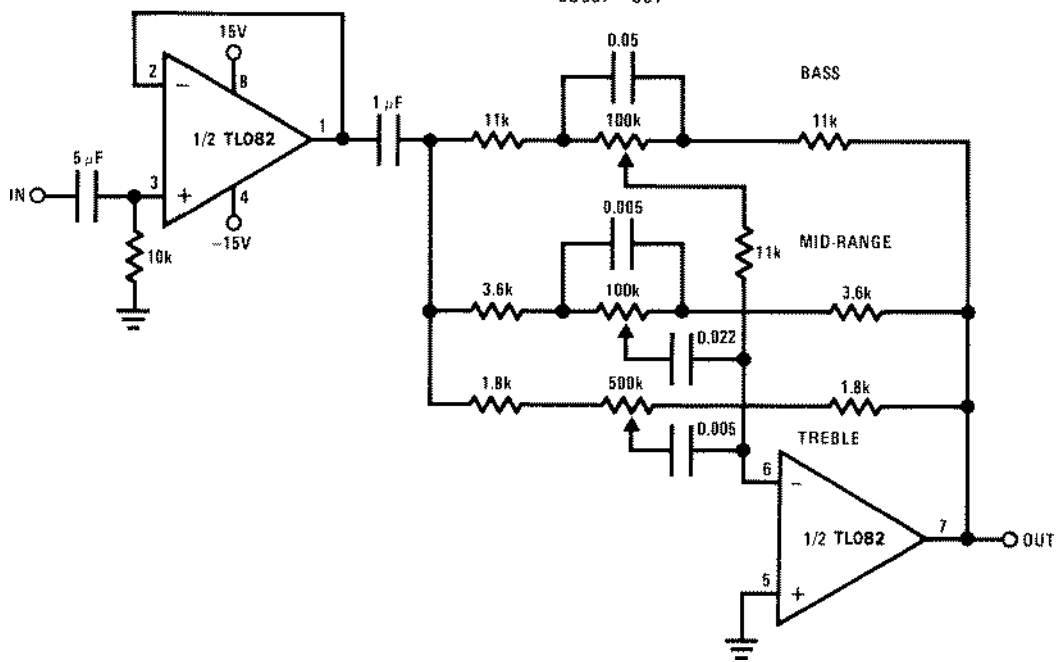 0.05
BASS
15V
2
8
1 µF
11k
100k
11k
1/2 TL082
1
5 µF
IN
3
4
-15V
0.005
10k
MID-RANGE
11k
3.6k
100k
3.6k
0.022
1.8k
500k
1.8k
0.005
TREBLE
6
7
1/2 TL082
OUT
5